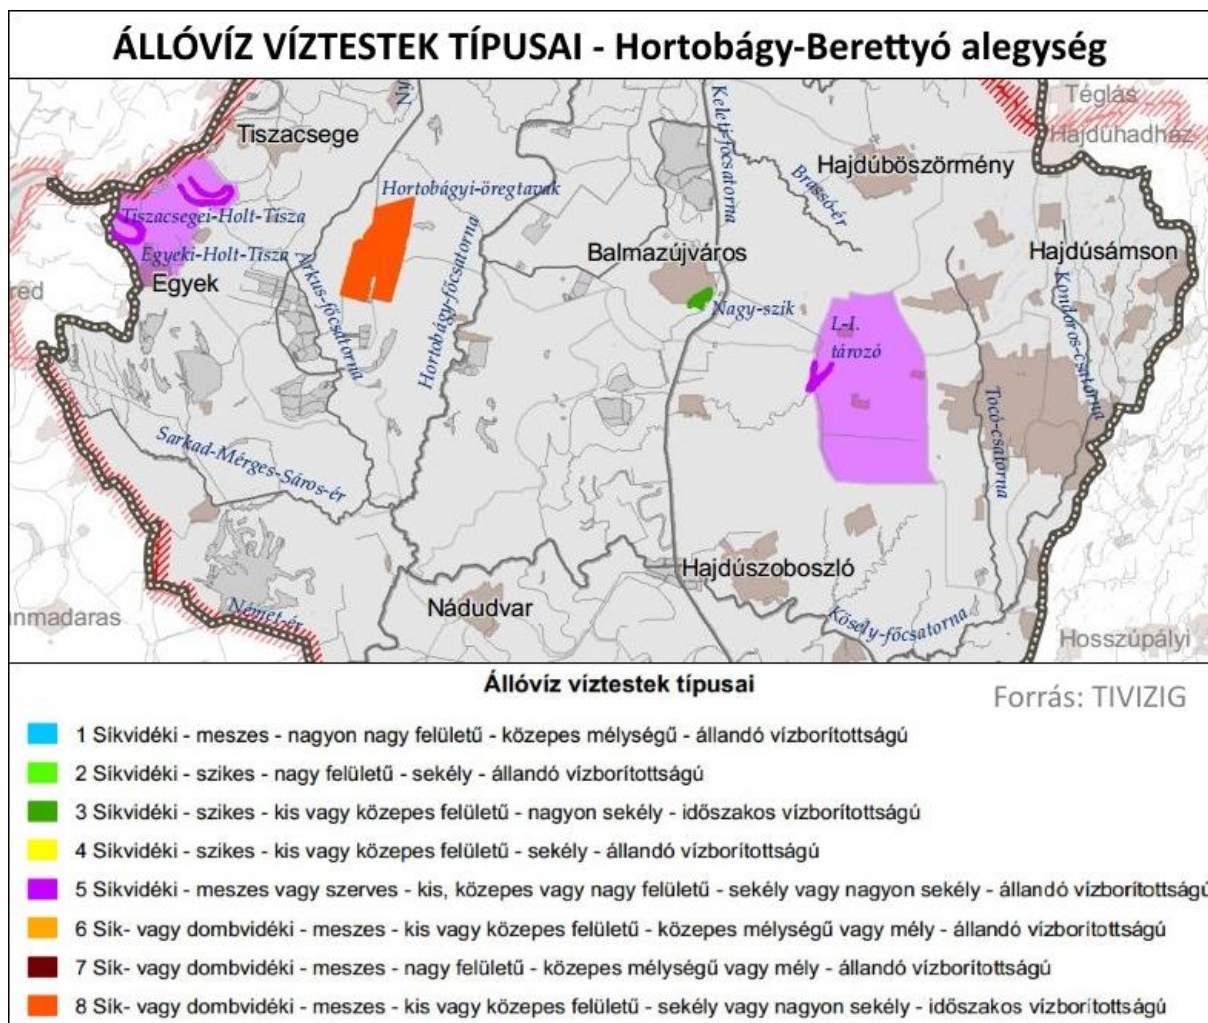 ÁLLÓVÍZ VÍZTESTEK TÍPUSAI - Hortobágy-Berettyó alegység
Téglás
Tiszacsege
Ny
Keleti-főcsatorna
Hajdúhadház
Hajdúböszörmény
Brassó-ér
Hortobágyi-öregtavak
Tiszacsegei-Holt-Tisza
Egyeki-Holt-Tisza
Egyek
Balmazújváros
Hajdúsámson
red
Árkus-főcsatorna
Hortobágy-főcsatorna
Nagy-szik
Kondoros-csatorna
L-I.
tározó
Tocó-csatorna
Sarkad-Mérges-Sáros-ér
Hajdúszoboszló
Nádudvar
Német-ér
Kösely-főcsatorna
nmadaras
Hosszúpályi
Állóvíz víztestek típusai
Forrás: TIVIZIG
1 Síkvidéki - meszes - nagyon nagy felületű - közepes mélységű - állandó vízborítottságú
2 Síkvidéki - szikes - nagy felületű - sekély - állandó vízborítottságú
3 Síkvidéki - szikes - kis vagy közepes felületű - nagyon sekély - időszakos vízborítottságú
4 Síkvidéki - szikes - kis vagy közepes felületű - sekély - állandó vízborítottságú
5 Síkvidéki - meszes vagy szerves - kis, közepes vagy nagy felületű - sekély vagy nagyon sekély - állandó vízborítottságú
6 Sík- vagy dombvidéki - meszes - kis vagy közepes felületű - közepes mélységű vagy mély - állandó vízborítottságú
7 Sík- vagy dombvidéki - meszes - nagy felületű - közepes mélységű vagy mély - állandó vízborítottságú
8 Sík- vagy dombvidéki - meszes - kis vagy közepes felületű - sekély vagy nagyon sekély - időszakos vízborítottságú